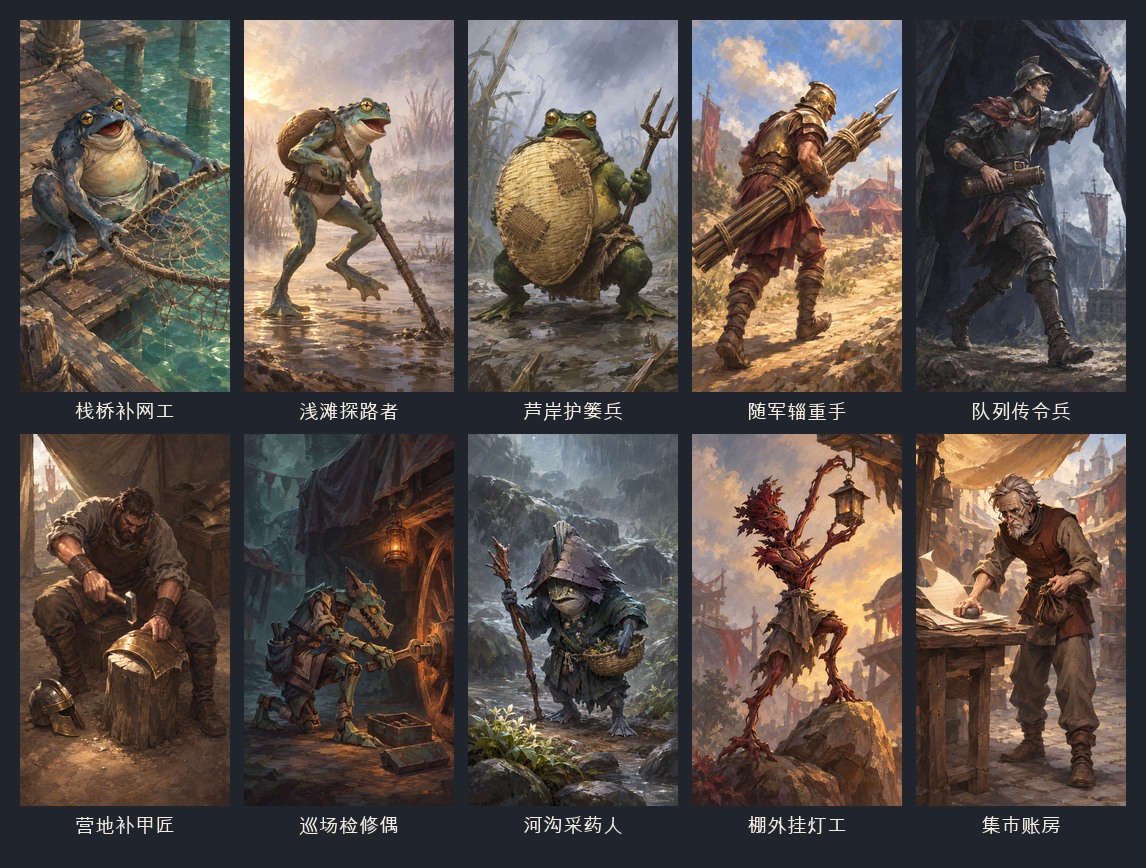 栈桥补网工
浅滩探路者
芦岸护篓兵
随军辎重手
队列传令兵
营地补甲匠
巡场检修偶
河沟采药人
棚外挂灯工
集市账房